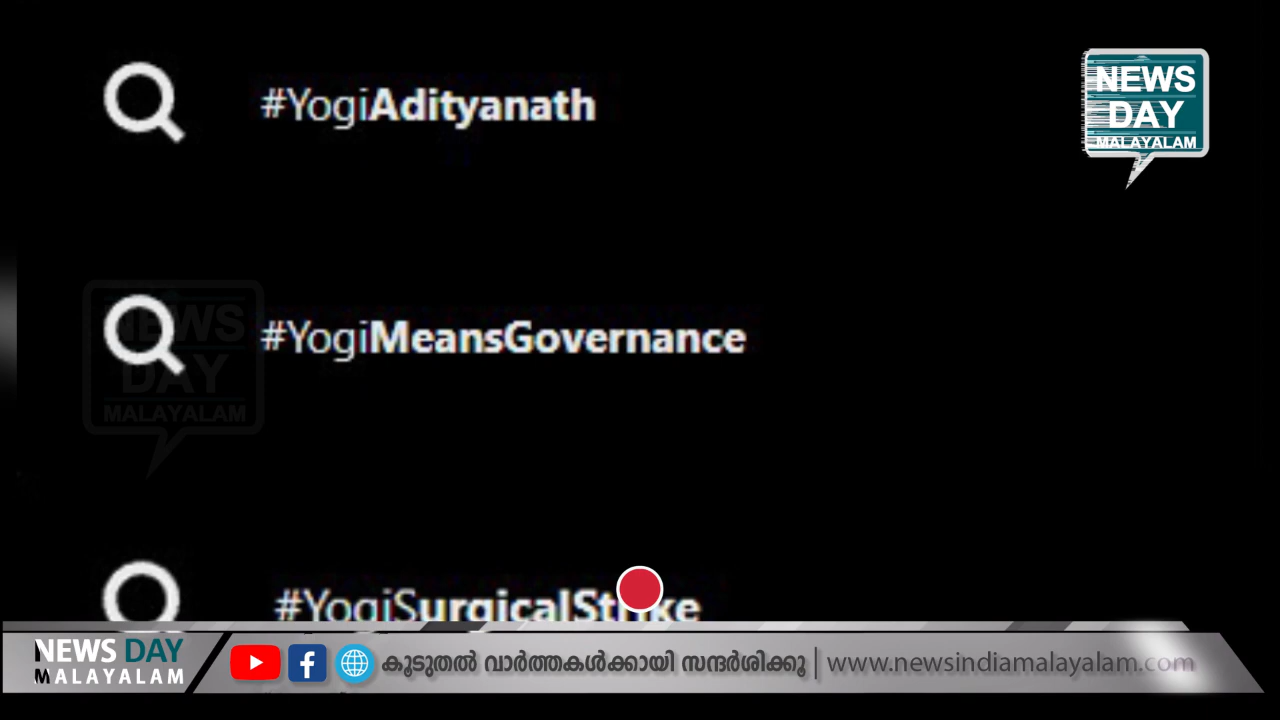 #YogiAdityanath
NEWS
DAY
MALAYALAM
#YogiMeansGovernance
NEWS
DAY
MALAYALAM
#YogiSurgicalStrike
NEWS DAY
MALAYALAM
കൂടുതൽ വാർത്തകൾക്കായി സന്ദർശിക്കൂ | www.newsindiamalayalam.com